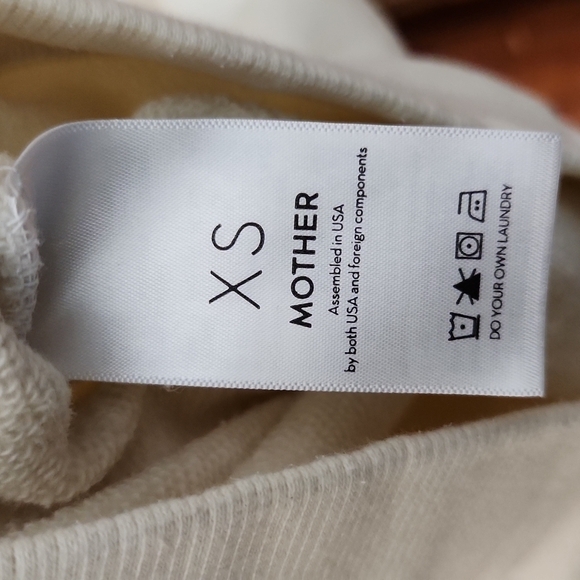 XS
MOTHER
Assembled in USA
by both USA and foreign components
DO YOUR OWN LAUNDRY